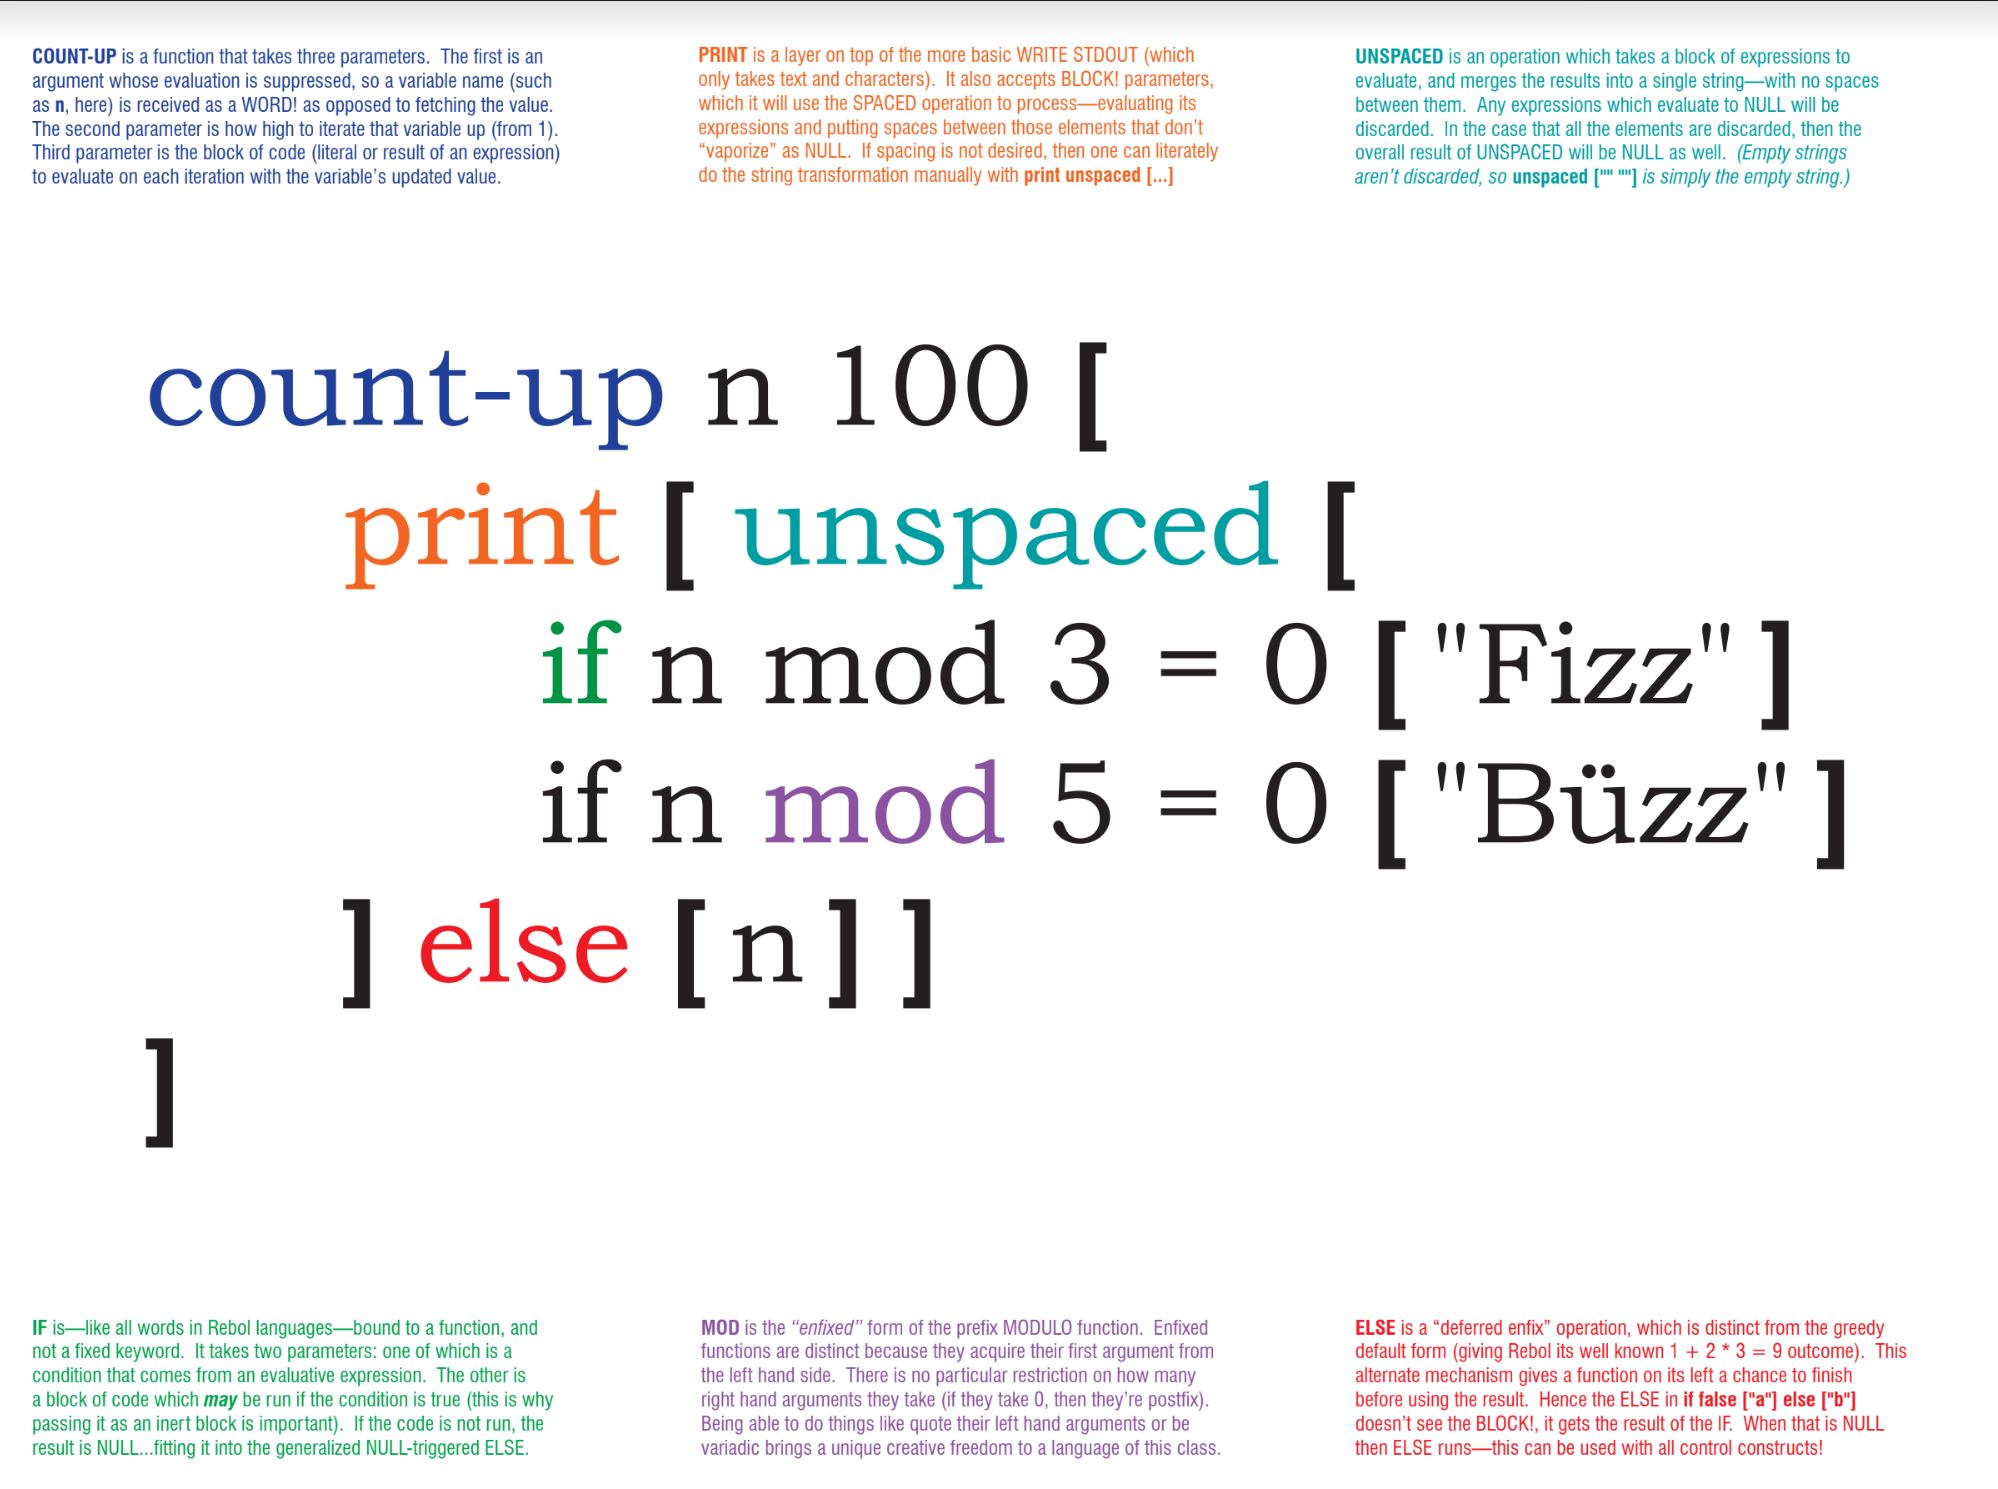 COUNT-UP is a function that takes three parameters.  The first is an
argument whose evaluation is suppressed, so a variable name (such
as n, here) is received as a WORD! as opposed to fetching the value.
The second parameter is how high to iterate that variable up (from 1).
Third parameter is the block of code (literal or result of an expression)
to evaluate on each iteration with the variable's updated value.
PRINT is a layer on top of the more basic WRITE STDOUT (which
only takes text and characters).  It also accepts BLOCK! parameters,
which it will use the SPACED operation to process—evaluating its
expressions and putting spaces between those elements that don't
“vaporize” as NULL.  If spacing is not desired, then one can literately
do the string transformation manually with print unspaced [...]
UNSPACED is an operation which takes a block of expressions to
evaluate, and merges the results into a single string—with no spaces
between them.  Any expressions which evaluate to NULL will be
discarded.  In the case that all the elements are discarded, then the
overall result of UNSPACED will be NULL as well.  (Empty strings
aren't discarded, so unspaced ["" ""] is simply the empty string.)
count-up n 100 [
print [ unspaced [
if n mod 3 = 0 ["Fizz"]
if n mod 5 = 0 ["Büzz"]
] else [n] ]
]
IF is—like all words in Rebol languages—bound to a function, and
not a fixed keyword.  It takes two parameters: one of which is a
condition that comes from an evaluative expression.  The other is
a block of code which may be run if the condition is true (this is why
passing it as an inert block is important).  If the code is not run, the
result is NULL...fitting it into the generalized NULL-triggered ELSE.
MOD is the “enfixed” form of the prefix MODULO function.  Enfixed
functions are distinct because they acquire their first argument from
the left hand side.  There is no particular restriction on how many
right hand arguments they take (if they take 0, then they're postfix).
Being able to do things like quote their left hand arguments or be
variadic brings a unique creative freedom to a language of this class.
ELSE is a “deferred enfix” operation, which is distinct from the greedy
default form (giving Rebol its well known 1 + 2 * 3 = 9 outcome).  This
alternate mechanism gives a function on its left a chance to finish
before using the result.  Hence the ELSE in if false ["a"] else ["b"]
doesn't see the BLOCK!, it gets the result of the IF.  When that is NULL
then ELSE runs—this can be used with all control constructs!